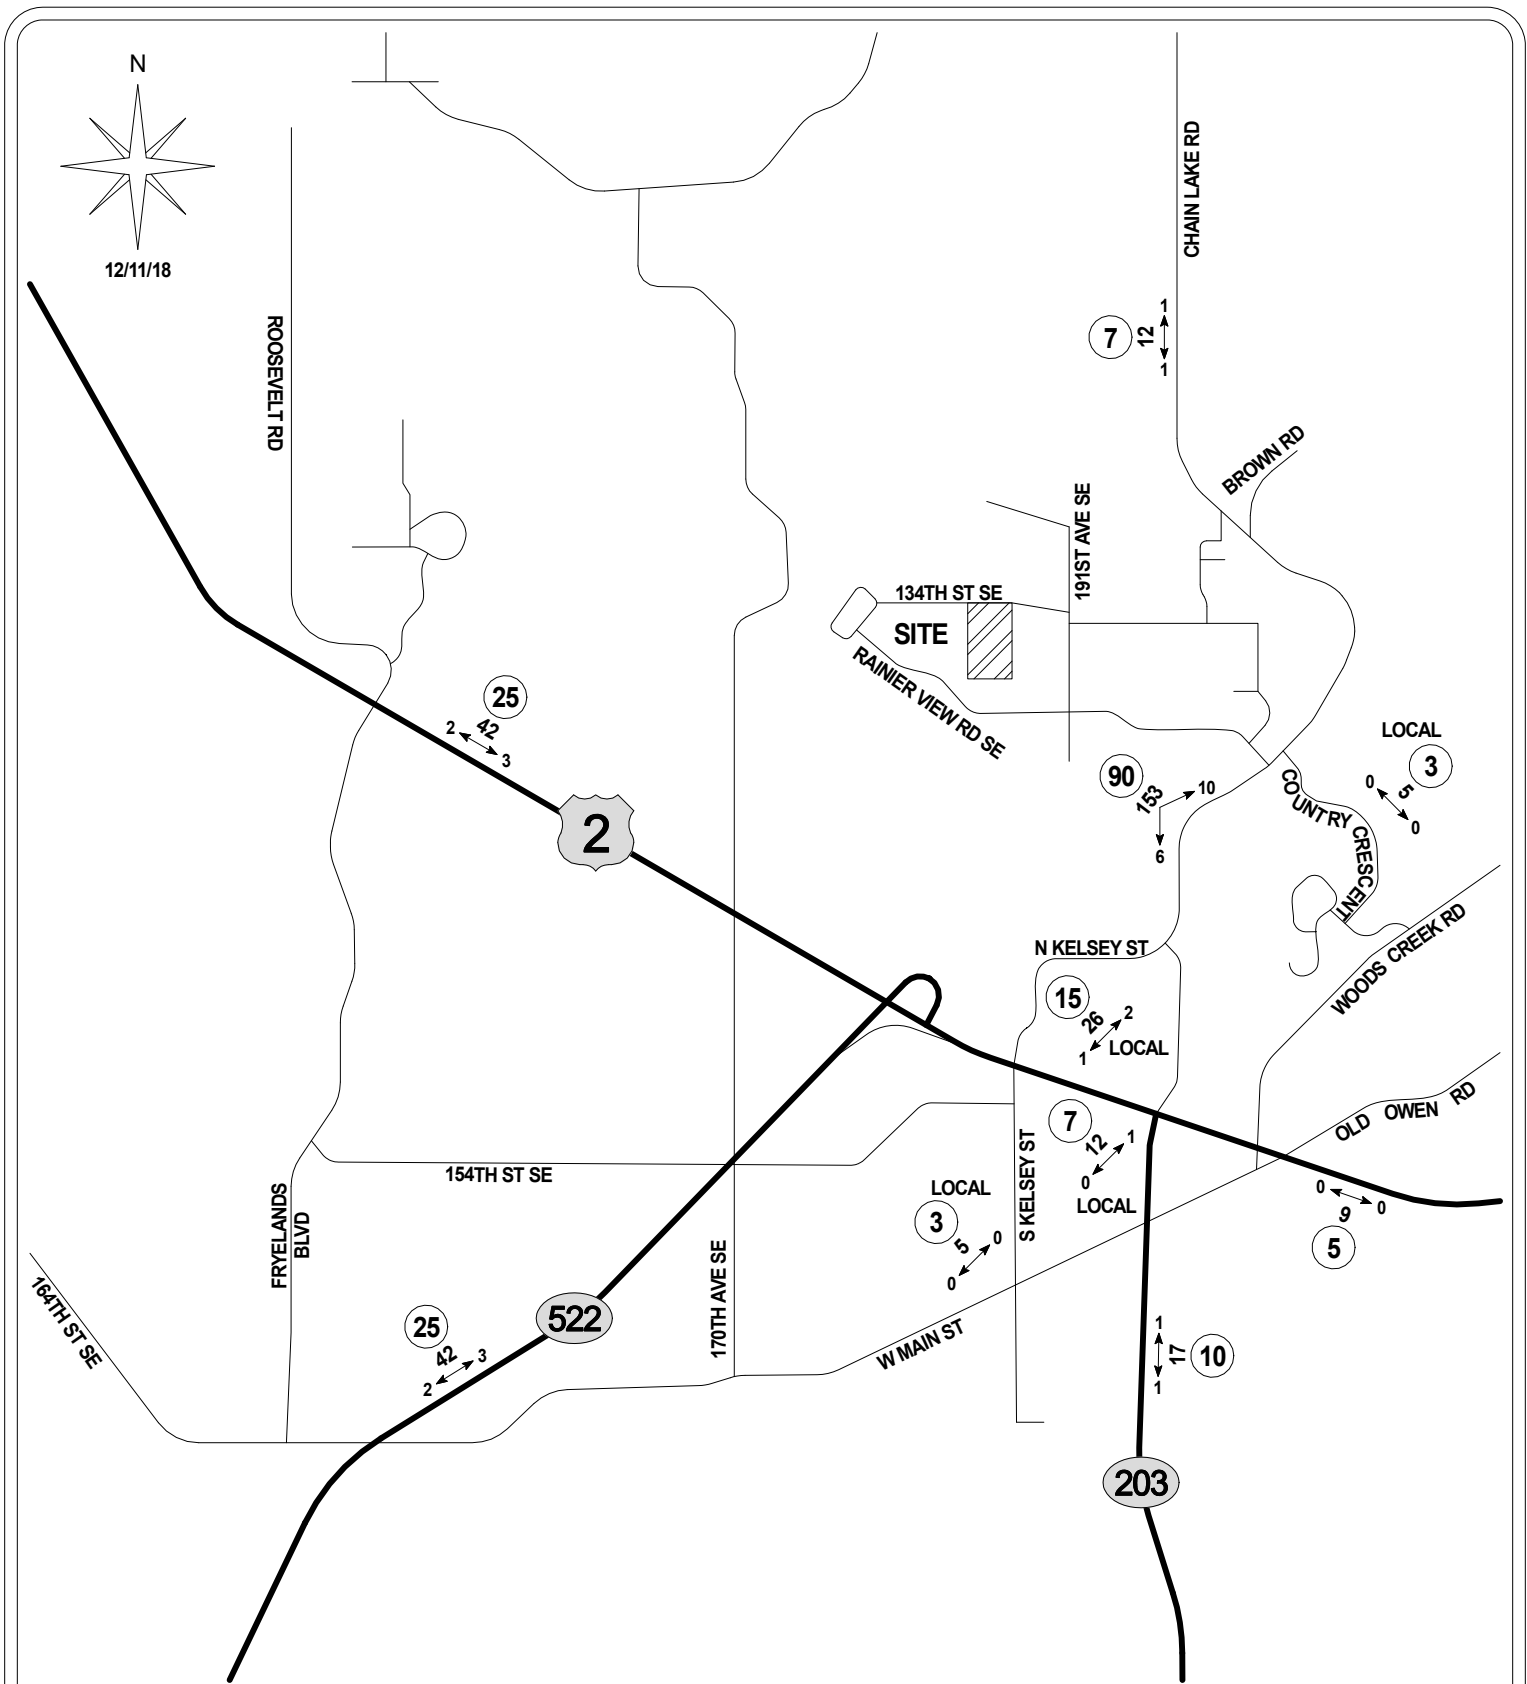 N
12/11/18
ROOSEVELT RD
CHAIN LAKE RD
1
7
12
1
BROWN RD
191ST AVE SE
134TH ST SE
SITE
RAINIER VIEW RD SE
25
2
42
3
2
90
153
10
6
LOCAL
3
0
5
0
COUNTRY CRESCENT
WOODS CREEK RD
N KELSEY ST
15
26
2
1
LOCAL
OLD OWEN RD
7
12
1
0
LOCAL
S KELSEY ST
154TH ST SE
LOCAL
3
5
0
0
0
9
0
5
FRYELANDS
BLVD
164TH ST SE
170TH AVE SE
W MAIN ST
522
25
42
3
2
1
17
10
1
203